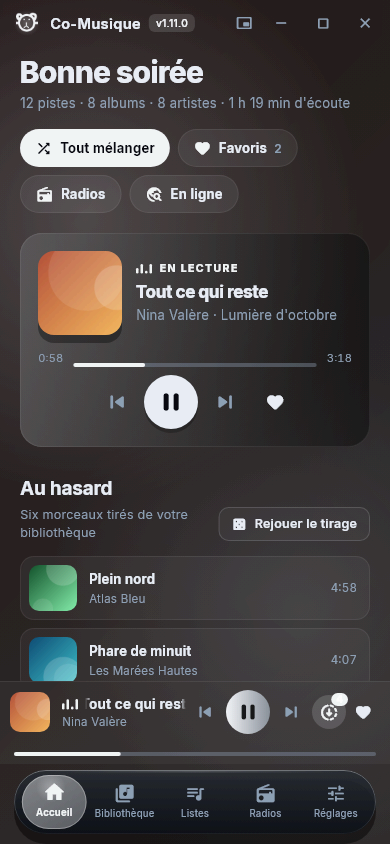 Co-Musique v1.11.0
Bonne soirée
12 pistes · 8 albums · 8 artistes · 1 h 19 min d'écoute
Tout mélanger
Favoris 2
Radios
En ligne
EN LECTURE
Tout ce qui reste
Nina Valère · Lumière d'octobre
0:58
3:18
Au hasard
Six morceaux tirés de votre
bibliothèque
Rejouer le tirage
Plein nord
Atlas Bleu
4:58
Phare de minuit
Les Marées Hautes
4:07
Tout ce qui rest
Nina Valère
Accueil
Bibliothèque
Listes
Radios
Réglages